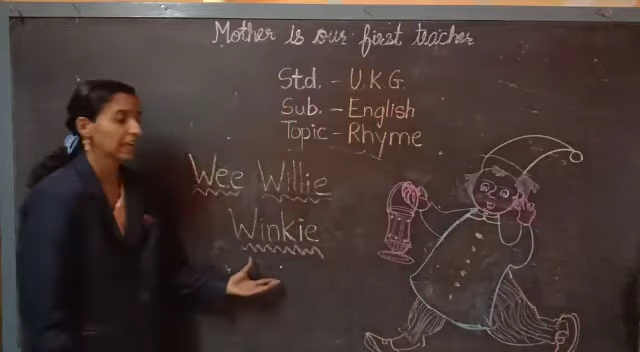 Mother is our first teacher
Std. - U.K.G.
Sub. - English
Topic - Rhyme
Wee Willie
Winkie